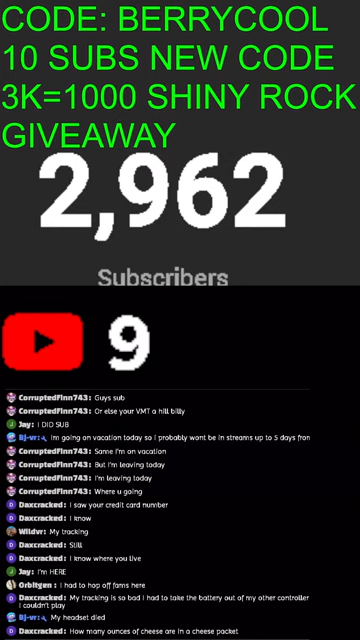 CODE: BERRYCOOL
10 SUBS NEW CODE
3K=1000 SHINY ROCK
GIVEAWAY
2,962
Subscribers
9
CorruptedFinn743: Guys sub
CorruptedFinn743: Or else your VMT a hill billy
Jay: I DID SUB
Bj-vr: im going on vacation today so i probably wont be in streams up to 5 days fron
CorruptedFinn743: Same I'm on vacation
CorruptedFinn743: But I'm leaving today
CorruptedFinn743: I'm leaving today
CorruptedFinn743: Where u going
Daxcracked: I saw your credit card number
Daxcracked: I know
Wildvr: My tracking
Daxcracked: Still
Daxcracked: I know where you live
Jay: I'm HERE
Orbitgen: I had to hop off fams here
Daxcracked: My tracking is so bad I had to take the battery out of my other controller
I couldn't play
Bj-vr: My headset died
Daxcracked: How many ounces of cheese are in a cheese packet